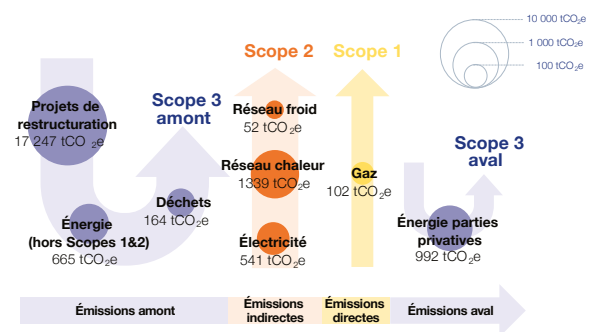 10 000 tCO2e
1 000 tCO2e
100 tCO2e
Scope 2
Scope 1
Scope 3
amont
Projets de
restructuration
17 247 tCO 2e
Réseau froid
52 tCO2e
Scope 3
aval
Réseau chaleur
1339 tCO2e
Gaz
102 tCO2e
Déchets
164 tCO2e
Énergie
(hors Scopes 1&2)
665 tCO2e
Électricité
541 tCO2e
Énergie parties
privatives
992 tCO2e
Émissions amont
Émissions
indirectes
Émissions
directes
Émissions aval